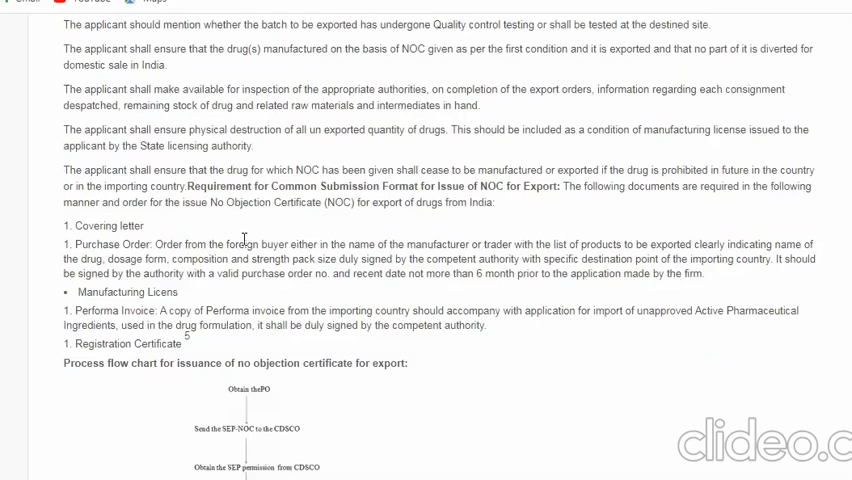 Gmail YouTube Maps
The applicant should mention whether the batch to be exported has undergone Quality control testing or shall be tested at the destined site.
The applicant shall ensure that the drug(s) manufactured on the basis of NOC given as per the first condition and it is exported and that no part of it is diverted for
domestic sale in India.
The applicant shall make available for inspection of the appropriate authorities, on completion of the export orders, information regarding each consignment
despatched, remaining stock of drug and related raw materials and intermediates in hand.
The applicant shall ensure physical destruction of all un exported quantity of drugs. This should be included as a condition of manufacturing license issued to the
applicant by the State licensing authority.
The applicant shall ensure that the drug for which NOC has been given shall cease to be manufactured or exported if the drug is prohibited in future in the country
or in the importing country.Requirement for Common Submission Format for Issue of NOC for Export: The following documents are required in the following
manner and order for the issue No Objection Certificate (NOC) for export of drugs from India:
1. Covering letter
1. Purchase Order: Order from the foreign buyer either in the name of the manufacturer or trader with the list of products to be exported clearly indicating name of
the drug, dosage form, composition and strength pack size duly signed by the competent authority with specific destination point of the importing country. It should
be signed by the authority with a valid purchase order no. and recent date not more than 6 month prior to the application made by the firm.
• Manufacturing Licens
1. Performa Invoice: A copy of Performa invoice from the importing country should accompany with application for import of unapproved Active Pharmaceutical
Ingredients, used in the drug formulation, it shall be duly signed by the competent authority.
1. Registration Certificate 5
Process flow chart for issuance of no objection certificate for export:
Obtain thePO
Send the SEP-NOC to the CDSCO
Obtain the SEP permission from CDSCO
clideo.c